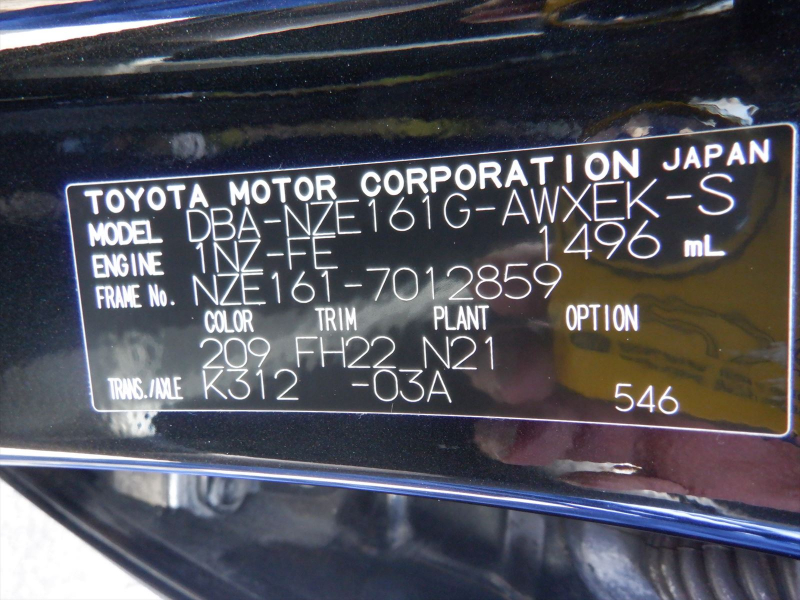 TOYOTA MOTOR CORPORATION JAPAN
MODEL DBA-NZE161G-AWXEK-S
ENGINE 1NZ-FE 1496 mL
FRAME No. NZE161-7012859
COLOR TRIM PLANT OPTION
209 FH22 N21
TRANS./AXLE K312 -03A 546